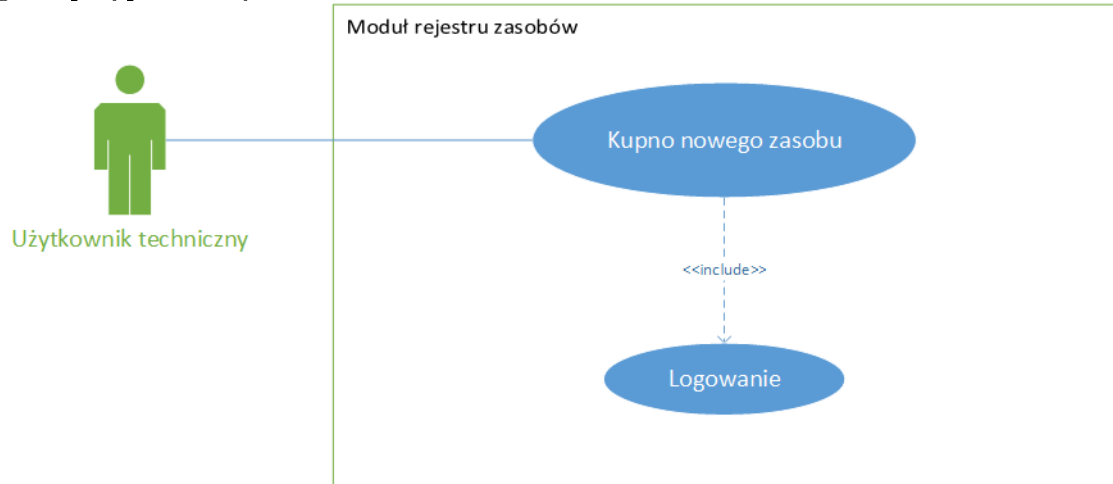 Moduł rejestru zasobów
Kupno nowego zasobu
Użytkownik techniczny
<<include>>
Logowanie